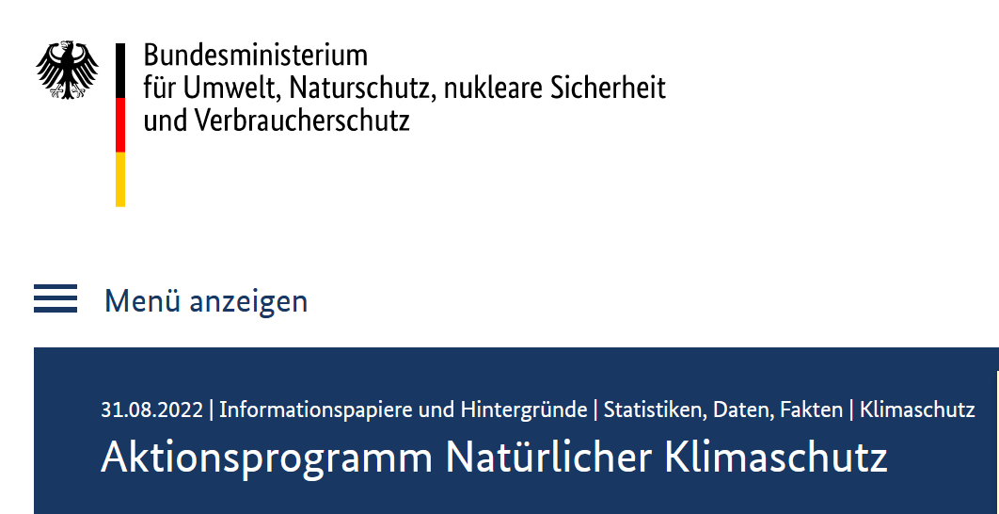 Bundesministerium
für Umwelt, Naturschutz, nukleare Sicherheit
und Verbraucherschutz
Menü anzeigen
31.08.2022 | Informationspapiere und Hintergründe | Statistiken, Daten, Fakten | Klimaschutz
Aktionsprogramm Natürlicher Klimaschutz